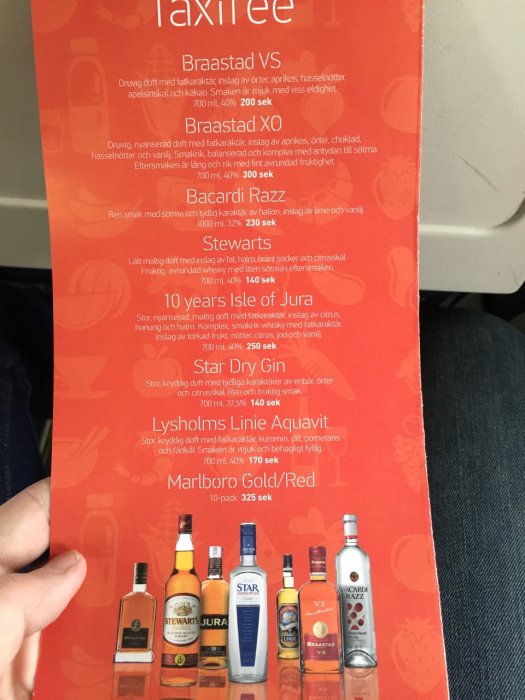 Taxfree
Braastad VS
Druvig doft med fatkaraktär, inslag av örter, aprikos, hasselnötter,
apelsinskal och kakao. Smaken är mjuk med viss eldighet.
700 ml, 40% 200 sek
Braastad XO
Druvig, nyanserad doft med fatkaraktär, inslag av aprikos, örter, choklad,
hasselnötter och vanilj. Smakrik, balanserad och komplex med antydan till sötma.
Eftersmaken är lång och rik med fint avrundad fruktighet.
700 ml, 40% 300 sek
Bacardi Razz
Ren smak med sötma och tydlig karaktär av hallon, inslag av lime och vanilj.
1000 ml, 32% 230 sek
Stewarts
Lätt maltig doft med inslag av fat, halm, bränt socker och citrusskal.
Fruktig, avrundad whisky med liten sötma i eftersmaken.
700 ml, 40% 140 sek
10 years Isle of Jura
Stor, nyanserad, maltig doft med fatkaraktär, inslag av citrus,
honung och halm. Komplex, smakrik whisky med fatkaraktär,
inslag av torkad frukt, nötter, citrus, jod och vanilj.
700 ml, 40% 250 sek
Star Dry Gin
Stor, kryddig doft med tydliga karaktärer av enbär, örter
och citrusskal. Ren och fruktig smak.
700 ml, 37,5% 140 sek
Lysholms Linie Aquavit
Stor kryddig doft med fatkaraktär, kummin, dill, pomerans
och fänkål. Smaken är mjuk och behagligt fyllig.
700 ml, 40% 170 sek
Marlboro Gold/Red
10-pack 325 sek
BRAASTAD
STEWARTS
JURA
10
STAR
LINIE
V.S
BRAASTAD
V.S
BACARDI
RAZZ